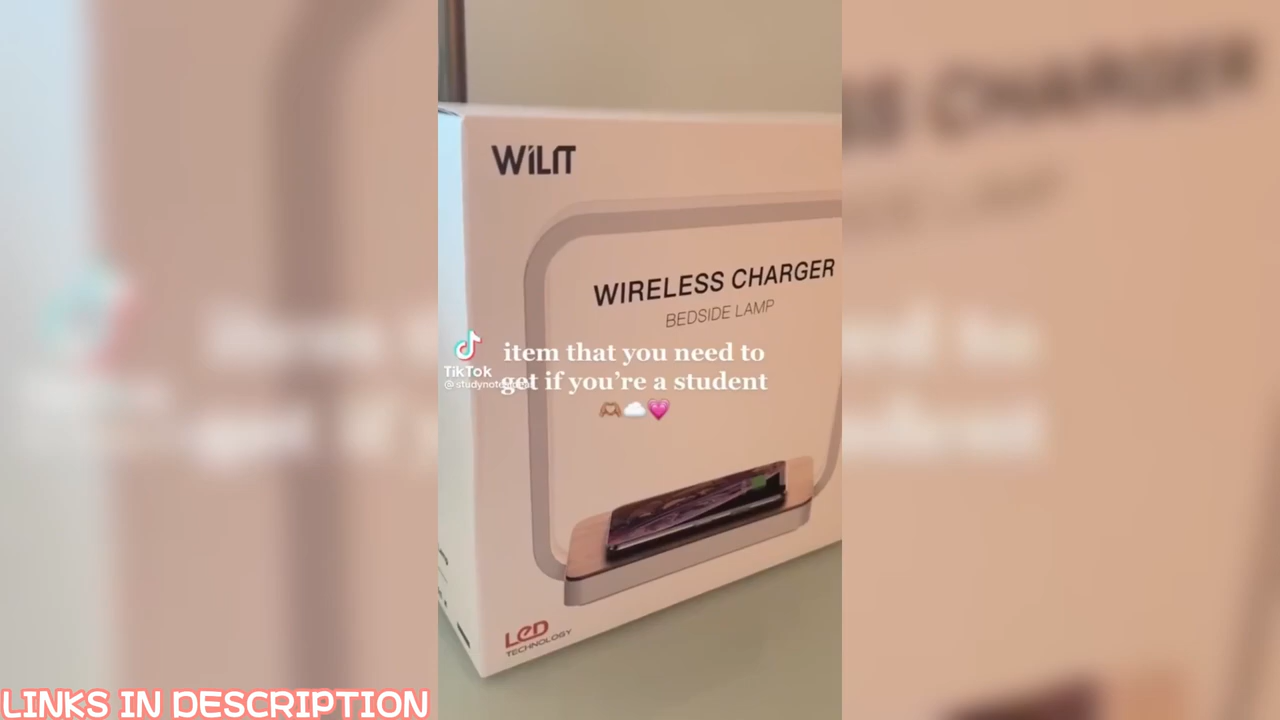 WiLIT
WIRELESS CHARGER
BEDSIDE LAMP
item that you need to
get if you're a student
🫶🏽☁️💗
TikTok
LED
TECHNOLOGY
LINKS IN DESCRIPTION